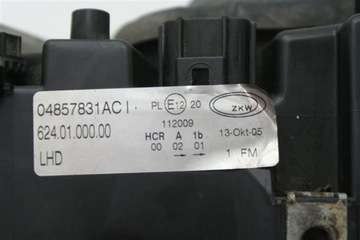 04857831AC I PL E12 20 ZKW
112009
624.01.000.00 HCR A 1b 13-Okt-05
LHD 00 02 01 1 FM
→ →